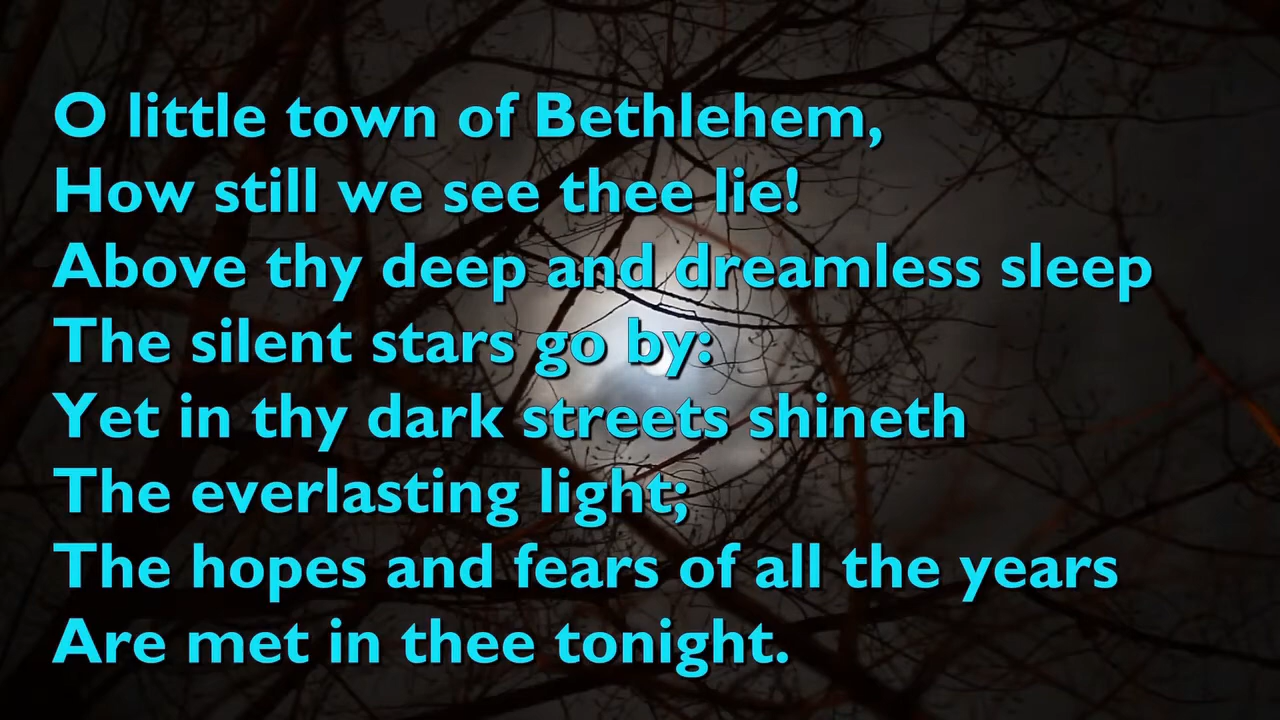 O little town of Bethlehem,
How still we see thee lie!
Above thy deep and dreamless sleep
The silent stars go by:
Yet in thy dark streets shineth
The everlasting light;
The hopes and fears of all the years
Are met in thee tonight.